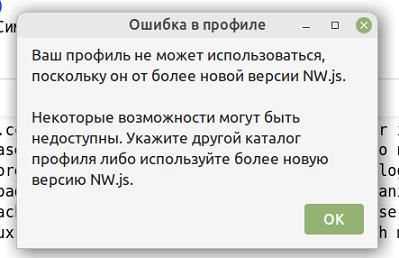 Ошибка в профиле
Ваш профиль не может использоваться,
поскольку он от более новой версии NW.js.
Некоторые возможности могут быть
недоступны. Укажите другой каталог
профиля либо используйте более новую
версию NW.js.
OK